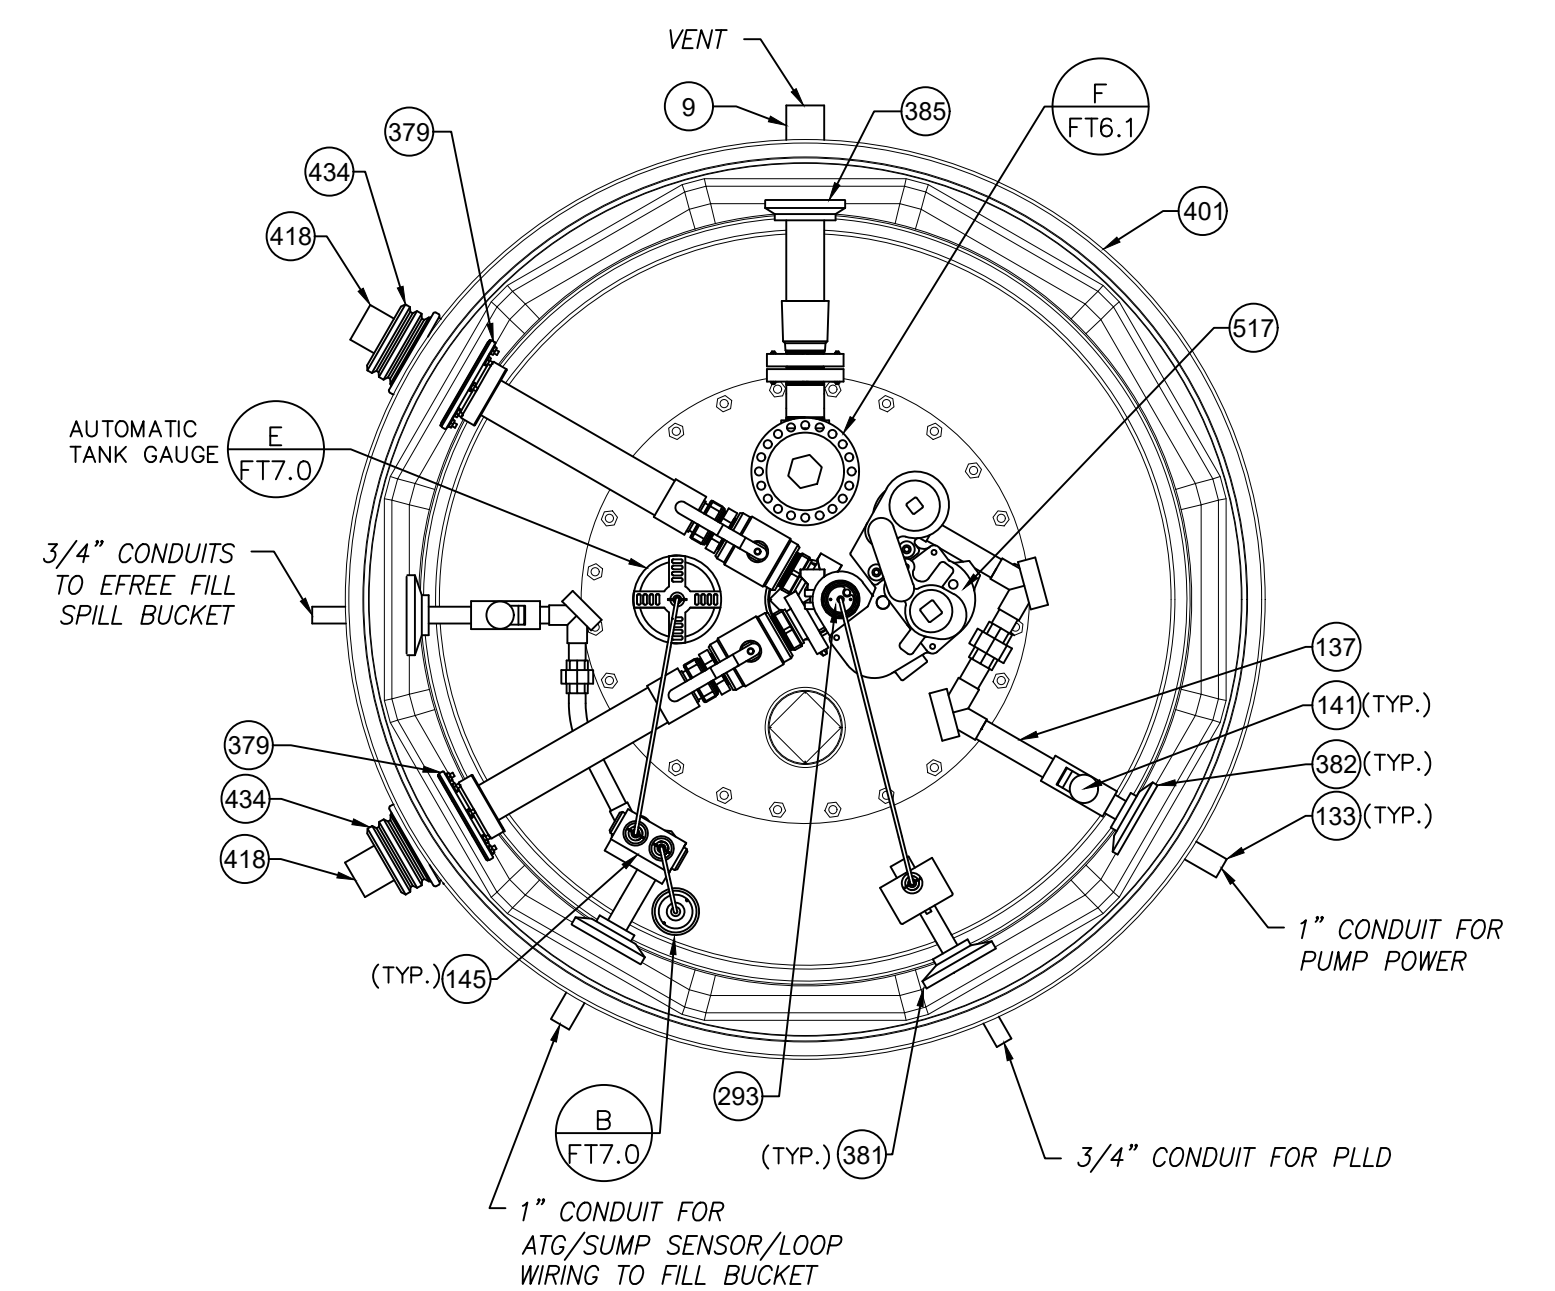 VENT
9
385
F
FT6.1
379
434
418
401
517
AUTOMATIC
TANK GAUGE
E
FT7.0
3/4” CONDUITS
TO EFREE FILL
SPILL BUCKET
137
141 (TYP.)
382 (TYP.)
133 (TYP.)
379
434
418
1” CONDUIT FOR
PUMP POWER
(TYP.) 145
293
B
FT7.0
(TYP.) 381
3/4” CONDUIT FOR PLLD
1” CONDUIT FOR
ATG/SUMP SENSOR/LOOP
WIRING TO FILL BUCKET